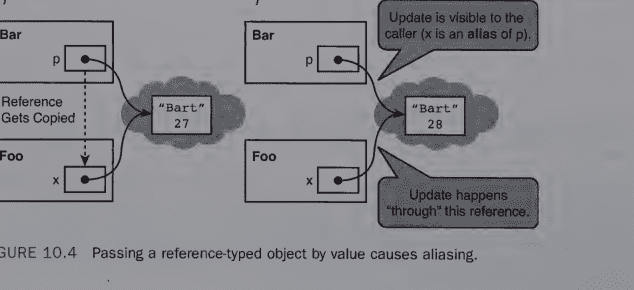 Bar
p
Reference
Gets Copied
"Bart"
27
Foo
x
Bar
p
Update is visible to the
caller (x is an alias of p).
"Bart"
28
Foo
x
Update happens
"through" this reference.
GURE 10.4 Passing a reference-typed object by value causes aliasing.